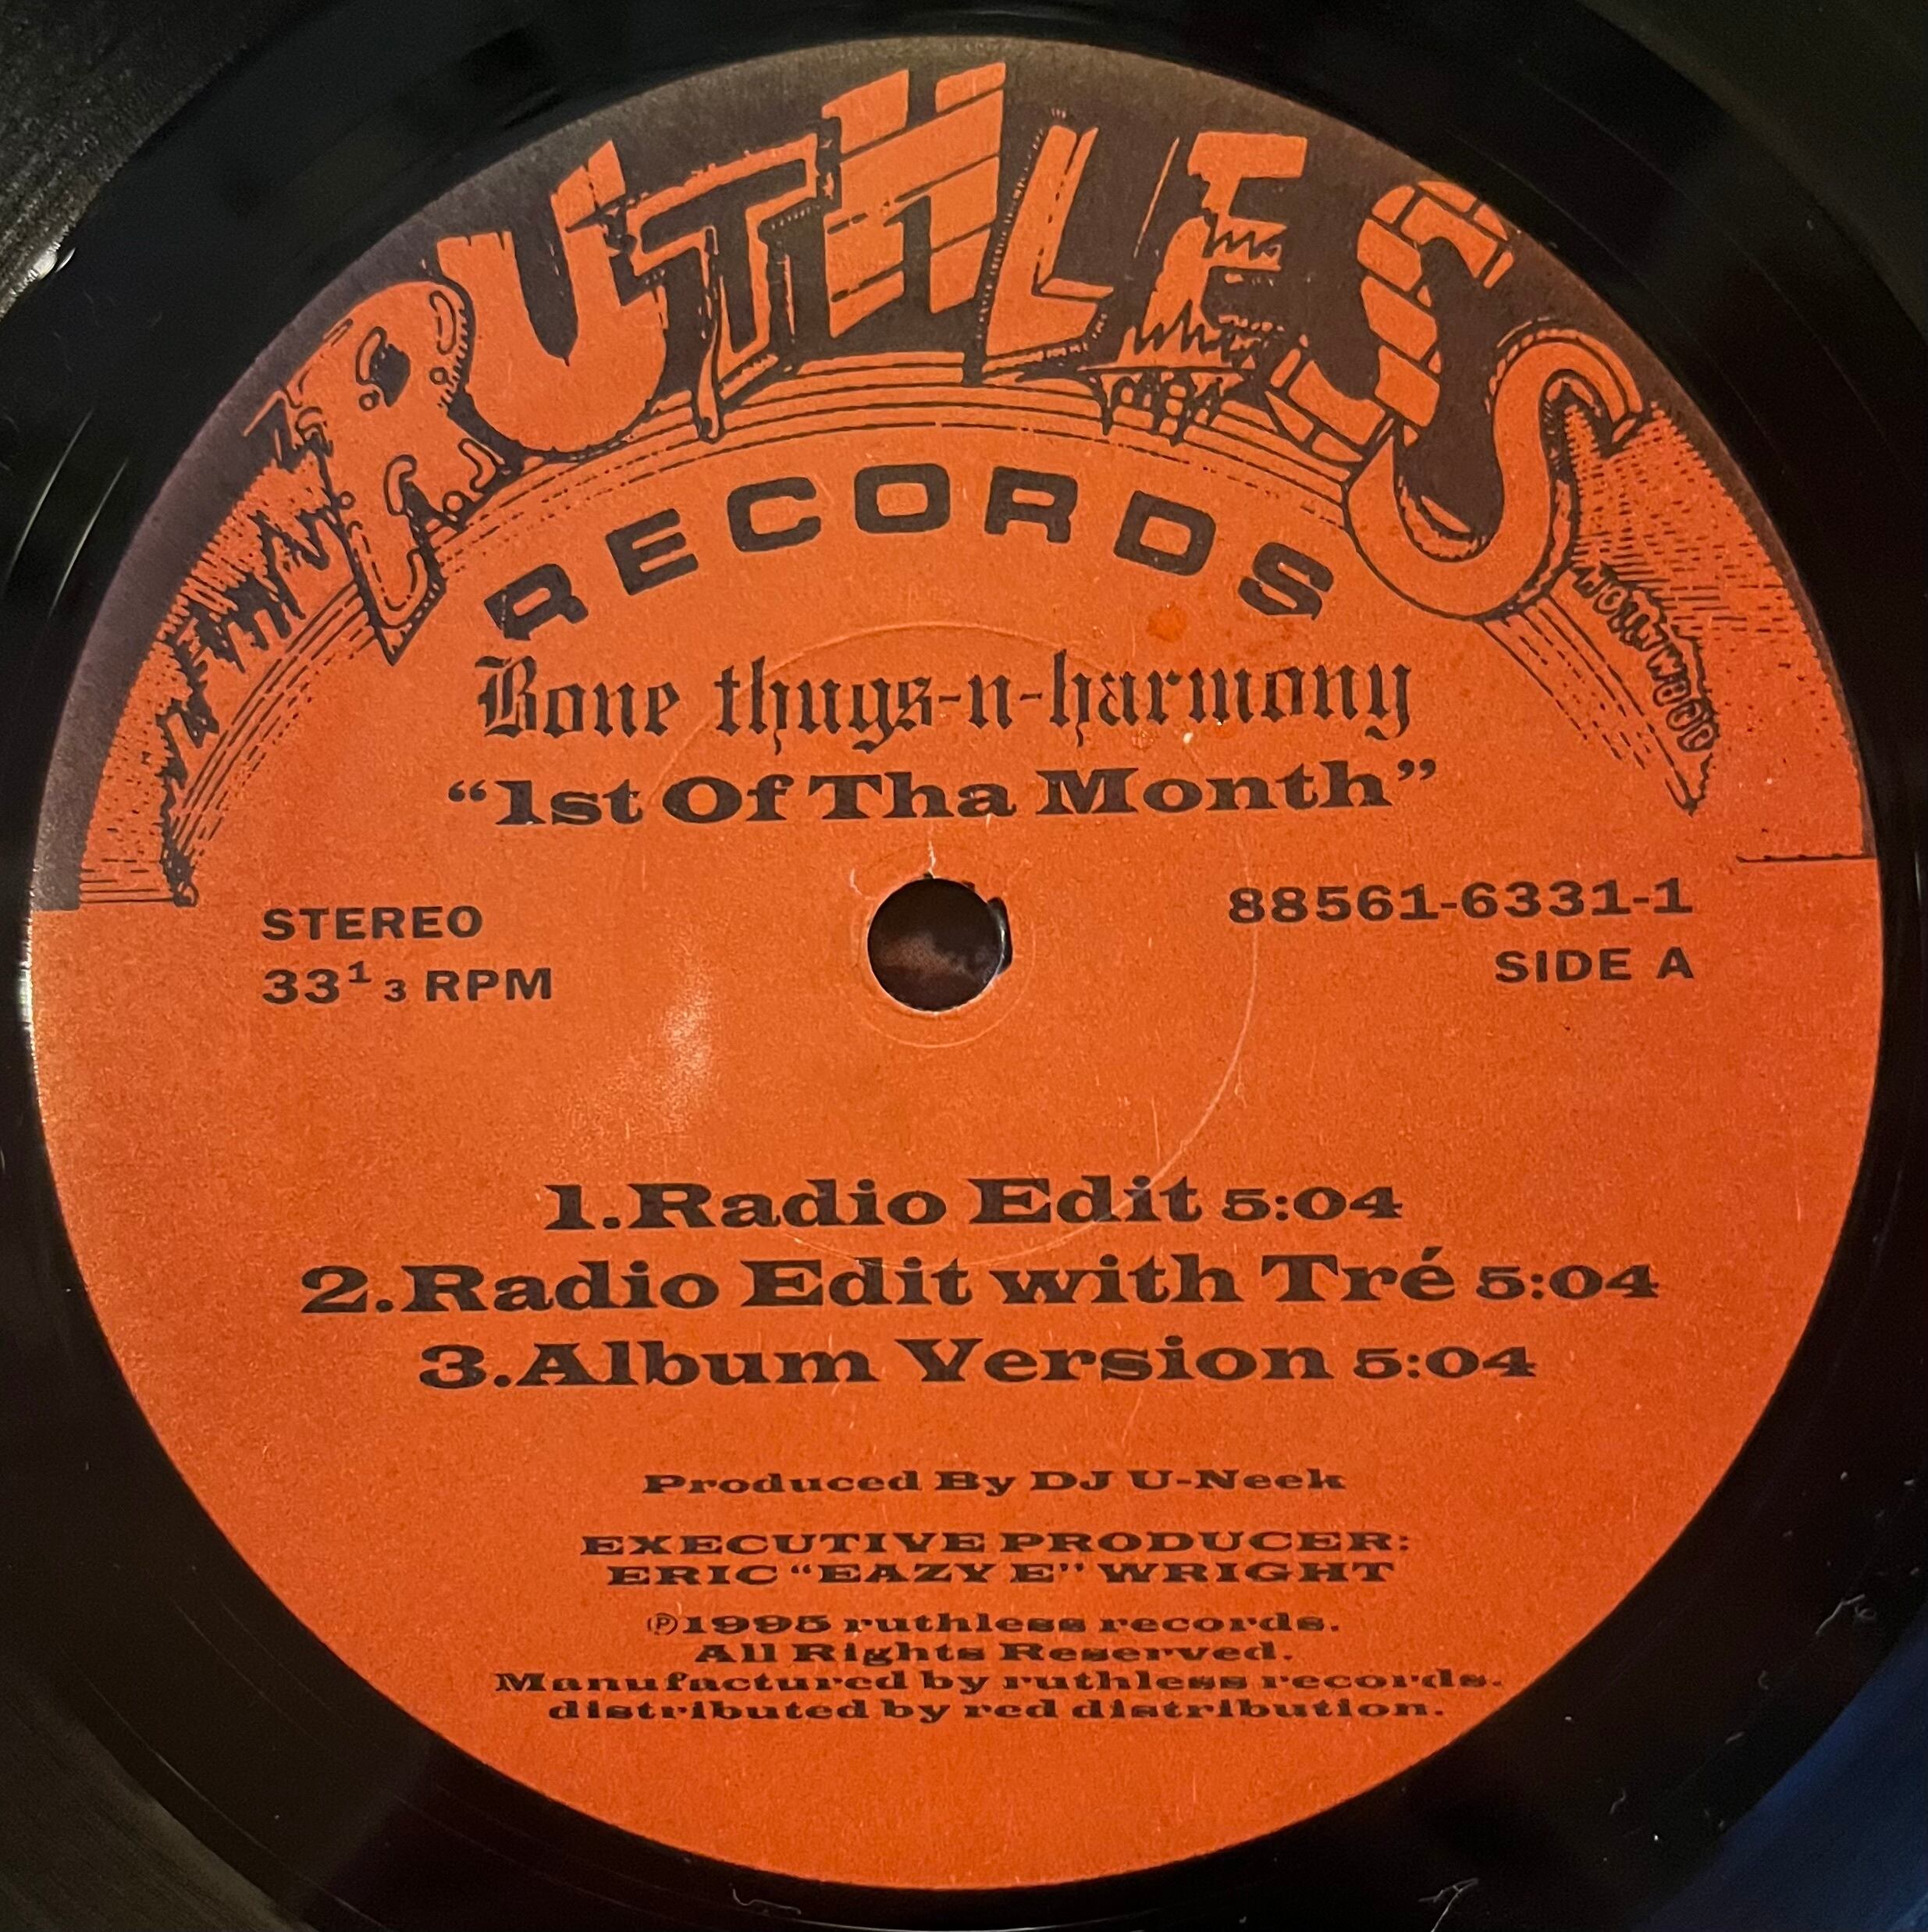 RUTHLESS
RECORDS
HOLLYWOOD
Bone thugs-n-harmony
“1st Of Tha Month”
STEREO
33 1 3 RPM
88561-6331-1
SIDE A
1.Radio Edit 5:04
2.Radio Edit with Tré 5:04
3.Album Version 5:04
Produced By DJ U-Neek
EXECUTIVE PRODUCER:
ERIC “EAZY E” WRIGHT
℗1995 ruthless records.
All Rights Reserved.
Manufactured by ruthless records.
distributed by red distribution.